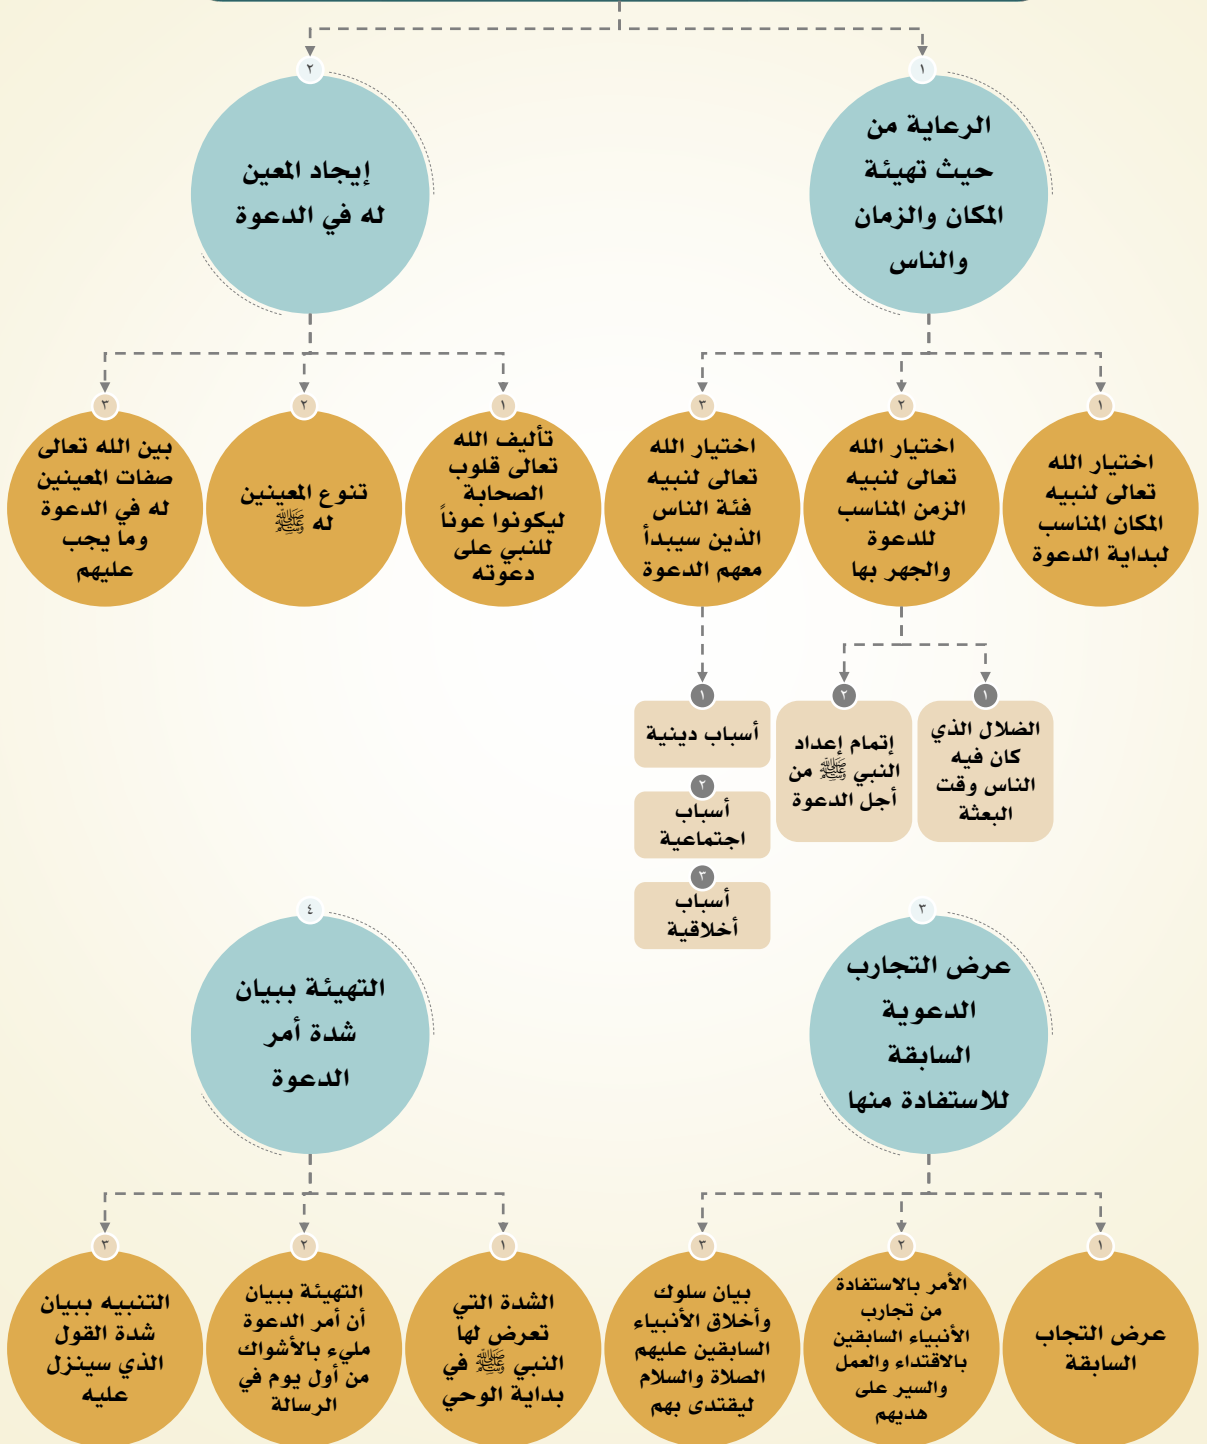 ١
الرعاية من
حيث تهيئة
المكان والزمان
والناس
٢
إيجاد المعين
له في الدعوة
١
اختيار الله
تعالى لنبيه
المكان المناسب
لبداية الدعوة
٢
اختيار الله
تعالى لنبيه
الزمن المناسب
للدعوة
والجهر بها
٣
اختيار الله
تعالى لنبيه
فئة الناس
الذين سيبدأ
معهم الدعوة
١
تأليف الله
تعالى قلوب
الصحابة
ليكونوا عوناً
للنبي على
دعوته
٢
تنوع المعينين
له ﷺ
٣
بين الله تعالى
صفات المعينين
له في الدعوة
وما يجب
عليهم
١
الضلال الذي
كان فيه
الناس وقت
البعثة
٢
إتمام إعداد
النبي ﷺ من
أجل الدعوة
١
أسباب دينية
٢
أسباب
اجتماعية
٣
أسباب
أخلاقية
٣
عرض التجارب
الدعوية
السابقة
للاستفادة منها
٤
التهيئة ببيان
شدة أمر
الدعوة
١
عرض التجاب
السابقة
٢
الأمر بالاستفادة
من تجارب
الأنبياء السابقين
بالاقتداء والعمل
والسير على
هديهم
٣
بيان سلوك
وأخلاق الأنبياء
السابقين عليهم
الصلاة والسلام
ليقتدى بهم
١
الشدة التي
تعرض لها
النبي ﷺ في
بداية الوحي
٢
التهيئة ببيان
أن أمر الدعوة
مليء بالأشواك
من أول يوم في
الرسالة
٣
التنبيه ببيان
شدة القول
الذي سينزل
عليه